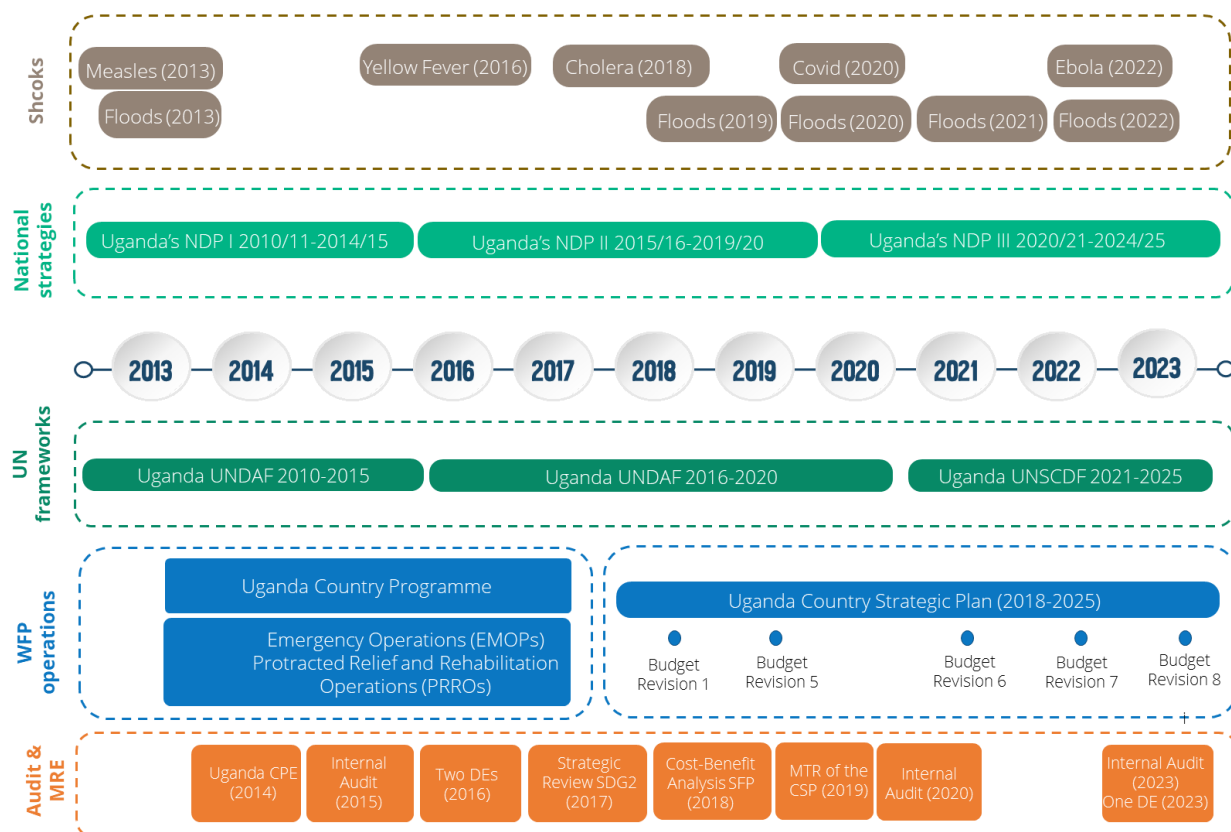 Shcoks
Measles (2013)
Yellow Fever (2016)
Cholera (2018)
Covid (2020)
Ebola (2022)
Floods (2013)
Floods (2019)
Floods (2020)
Floods (2021)
Floods (2022)
National
strategies
Uganda's NDP I 2010/11-2014/15
Uganda's NDP II 2015/16-2019/20
Uganda's NDP III 2020/21-2024/25
2013
2014
2015
2016
2017
2018
2019
2020
2021
2022
2023
UN
frameworks
Uganda UNDAF 2010-2015
Uganda UNDAF 2016-2020
Uganda UNSCDF 2021-2025
WFP
operations
Uganda Country Programme
Emergency Operations (EMOPs)
Protracted Relief and Rehabilitation
Operations (PRROs)
Uganda Country Strategic Plan (2018-2025)
Budget
Revision 1
Budget
Revision 5
Budget
Revision 6
Budget
Revision 7
Budget
Revision 8
Audit &
MRE
Uganda CPE
(2014)
Internal
Audit
(2015)
Two DEs
(2016)
Strategic
Review SDG2
(2017)
Cost-Benefit
Analysis SFP
(2018)
MTR of the
CSP (2019)
Internal
Audit (2020)
Internal Audit
(2023)
One DE (2023)